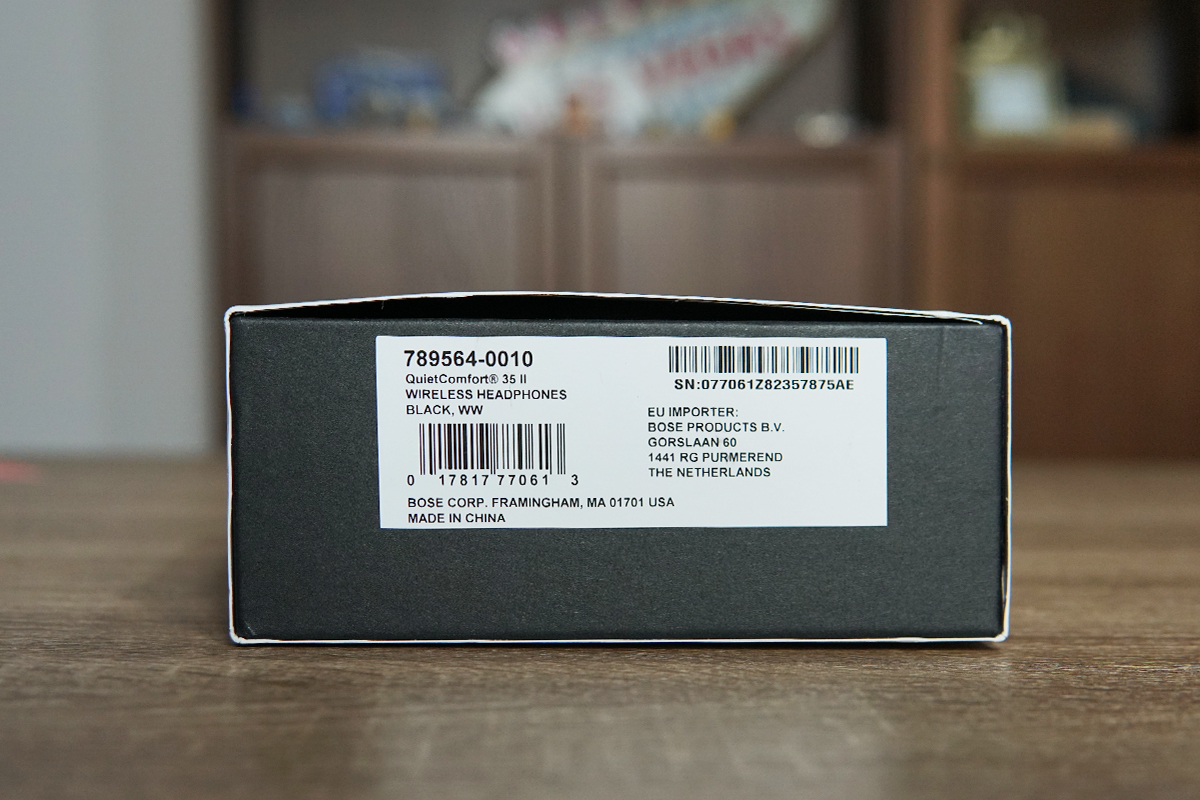 789564-0010
QuietComfort® 35 II
WIRELESS HEADPHONES
BLACK, WW
0 17817 77061 3
BOSE CORP. FRAMINGHAM, MA 01701 USA
MADE IN CHINA
SN:077061Z82357875AE
EU IMPORTER:
BOSE PRODUCTS B.V.
GORSLAAN 60
1441 RG PURMEREND
THE NETHERLANDS